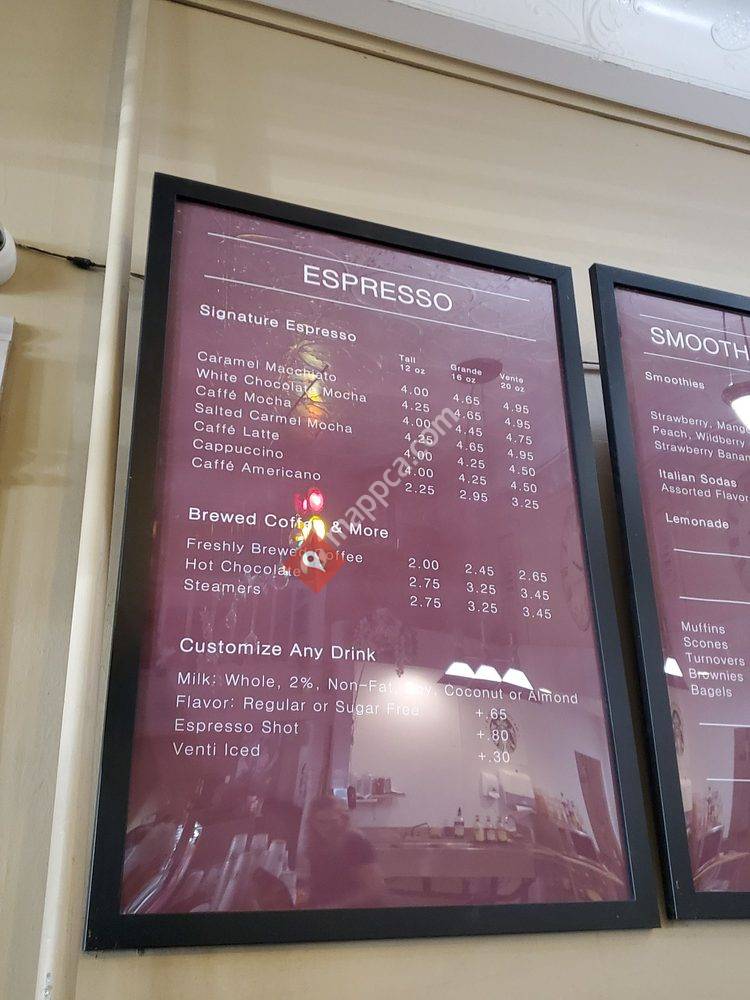 ESPRESSO
Signature Espresso
Tall Grande Vente
12 oz 16 oz 20 oz
Caramel Macchiato 4.00 4.65 4.95
White Chocolate Mocha 4.25 4.65 4.95
Caffé Mocha 4.00 4.45 4.75
Salted Carmel Mocha 4.25 4.65 4.95
Caffé Latte 4.00 4.25 4.50
Cappuccino 4.00 4.25 4.50
Caffé Americano 2.25 2.95 3.25
Brewed Coffee & More
Freshly Brewed Coffee 2.00 2.45 2.65
Hot Chocolate 2.75 3.25 3.45
Steamers 2.75 3.25 3.45
Customize Any Drink
Milk: Whole, 2%, Non-Fat, Soy, Coconut or Almond
Flavor: Regular or Sugar Free +.65
Espresso Shot +.80
Venti Iced +.30
SMOOTH
Smoothies
Strawberry, Mango
Peach, Wildberry
Strawberry Banan
Italian Sodas
Assorted Flavor
Lemonade
Muffins
Scones
Turnovers
Brownies
Bagels